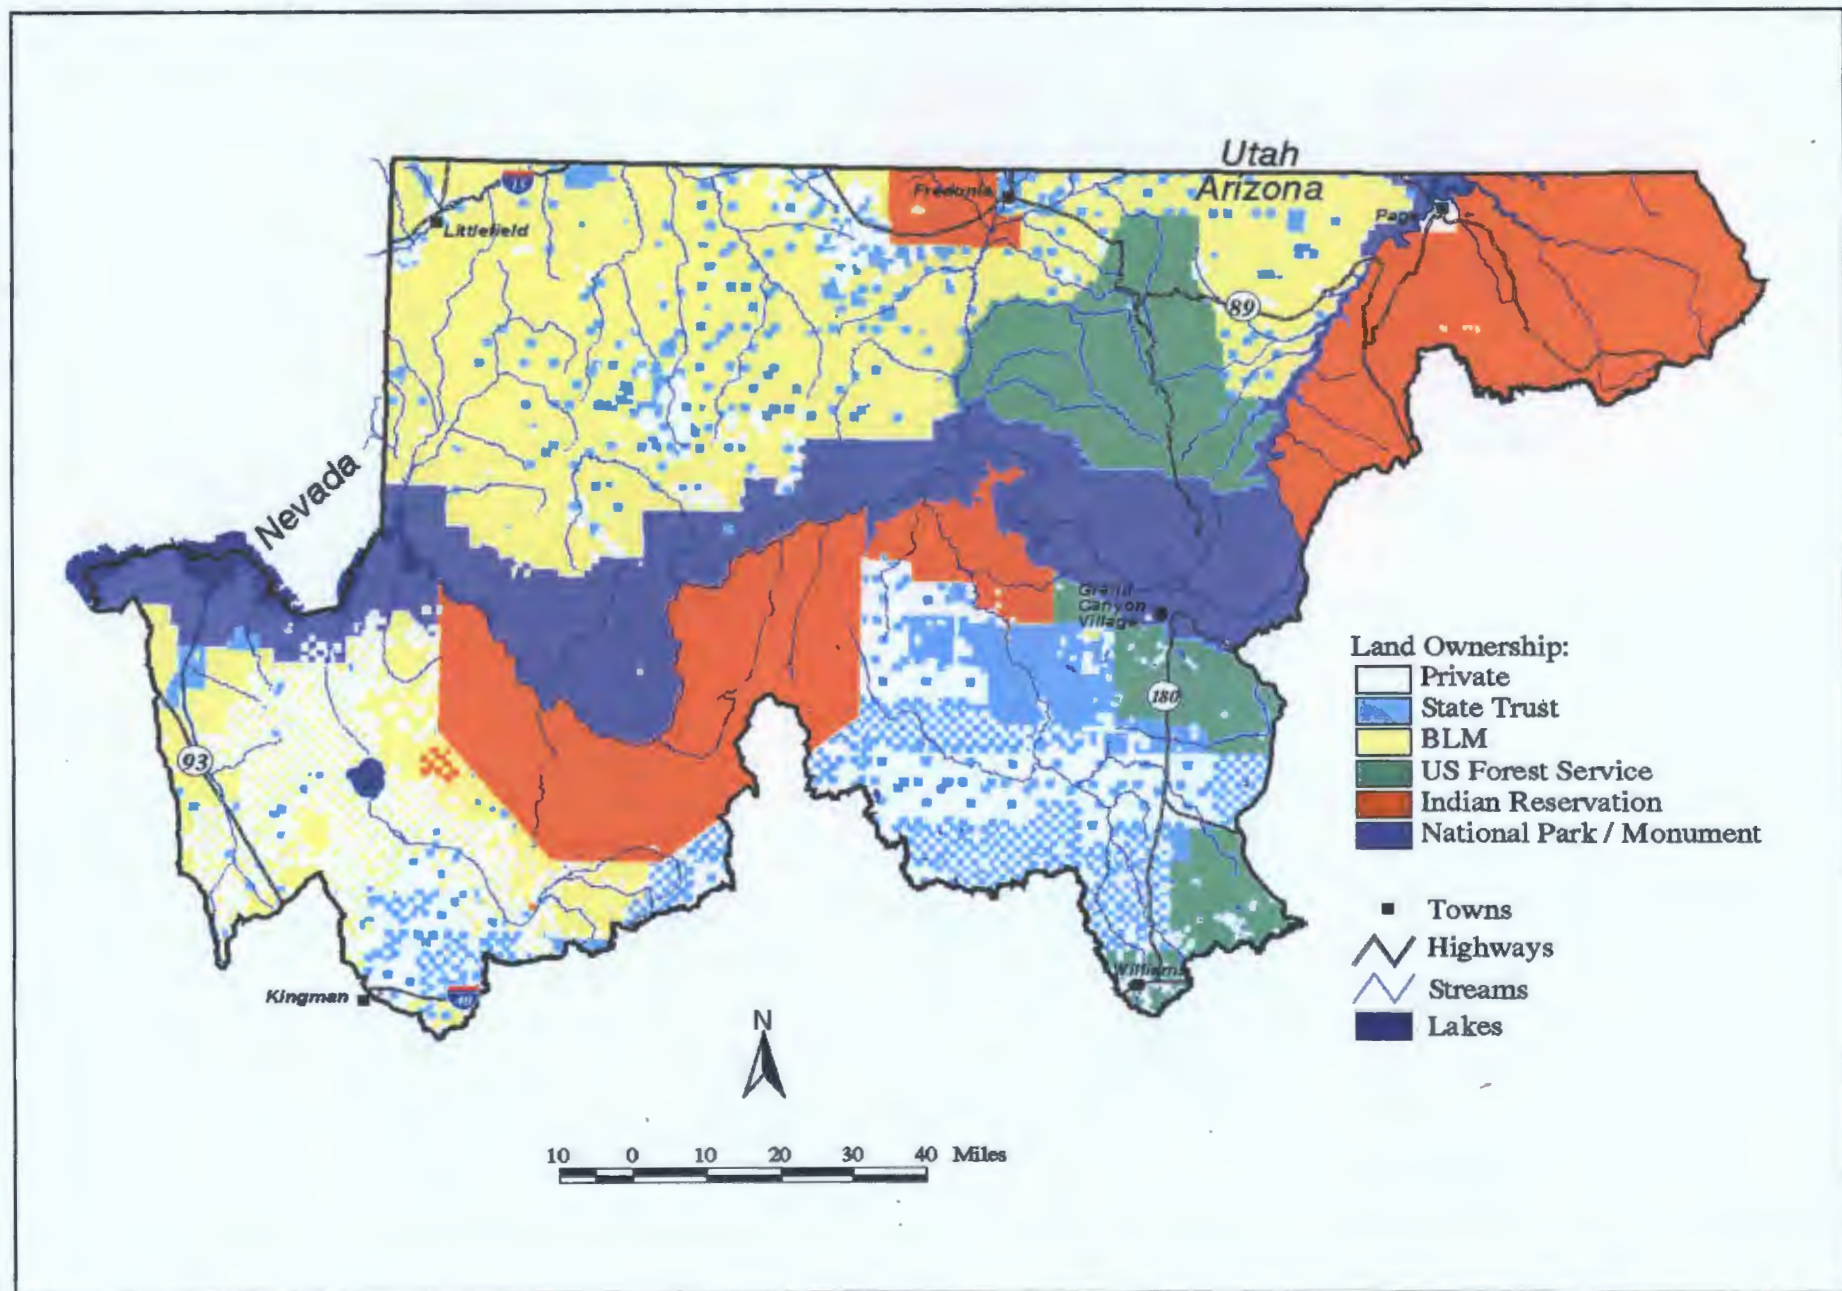 Utah
Arizona
15
Fredonia
Littlefield
Page
89
Nevada
Grand
Canyon
Village
180
93
Williams
Kingman
40
N
10 0 10 20 30 40 Miles
Land Ownership:
Private
State Trust
BLM
US Forest Service
Indian Reservation
National Park / Monument
Towns
Highways
Streams
Lakes